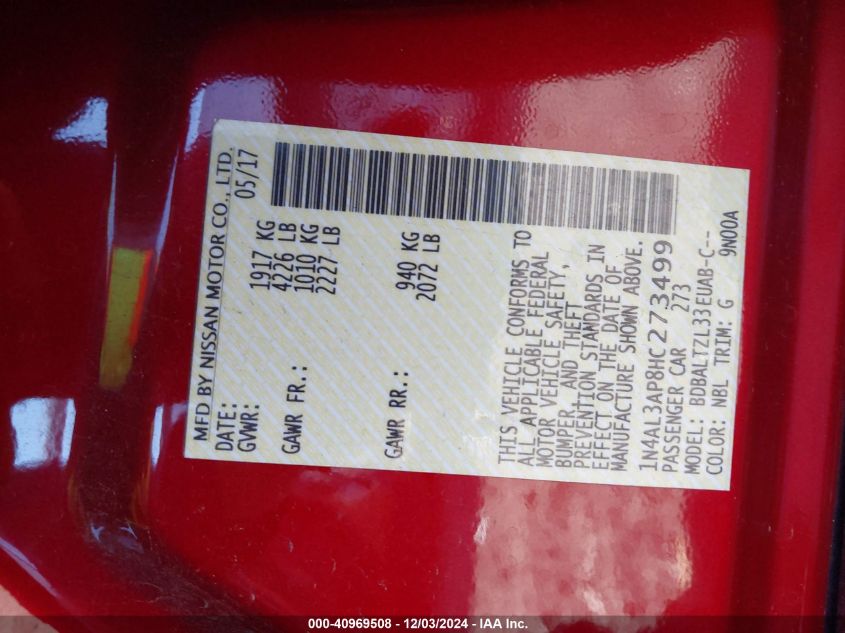 MFD BY NISSAN MOTOR CO., LTD.
DATE: 05/17
GVWR: 1917 KG
4226 LB
GAWR FR.: 1010 KG
2227 LB
GAWR RR.: 940 KG
2072 LB
THIS VEHICLE CONFORMS TO
ALL APPLICABLE FEDERAL
MOTOR VEHICLE SAFETY,
BUMPER, AND THEFT
PREVENTION STANDARDS IN
EFFECT ON THE DATE OF
MANUFACTURE SHOWN ABOVE.
1N4AL3AP8HC273499
PASSENGER CAR 273
MODEL: BDBALTZL33EUAB-C--
COLOR: NBL TRIM: G 9N00A
000-40969508 - 12/03/2024 - IAA Inc.